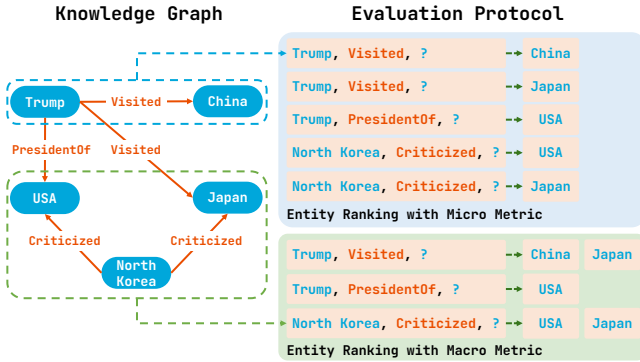 Knowledge Graph
Trump
Visited
China
PresidentOf
Visited
USA
Japan
Criticized
Criticized
North
Korea
Evaluation Protocol
Trump, Visited, ? China
Trump, Visited, ? Japan
Trump, PresidentOf, ? USA
North Korea, Criticized, ? USA
North Korea, Criticized, ? Japan
Entity Ranking with Micro Metric
Trump, Visited, ? China Japan
Trump, PresidentOf, ? USA
North Korea, Criticized, ? USA Japan
Entity Ranking with Macro Metric